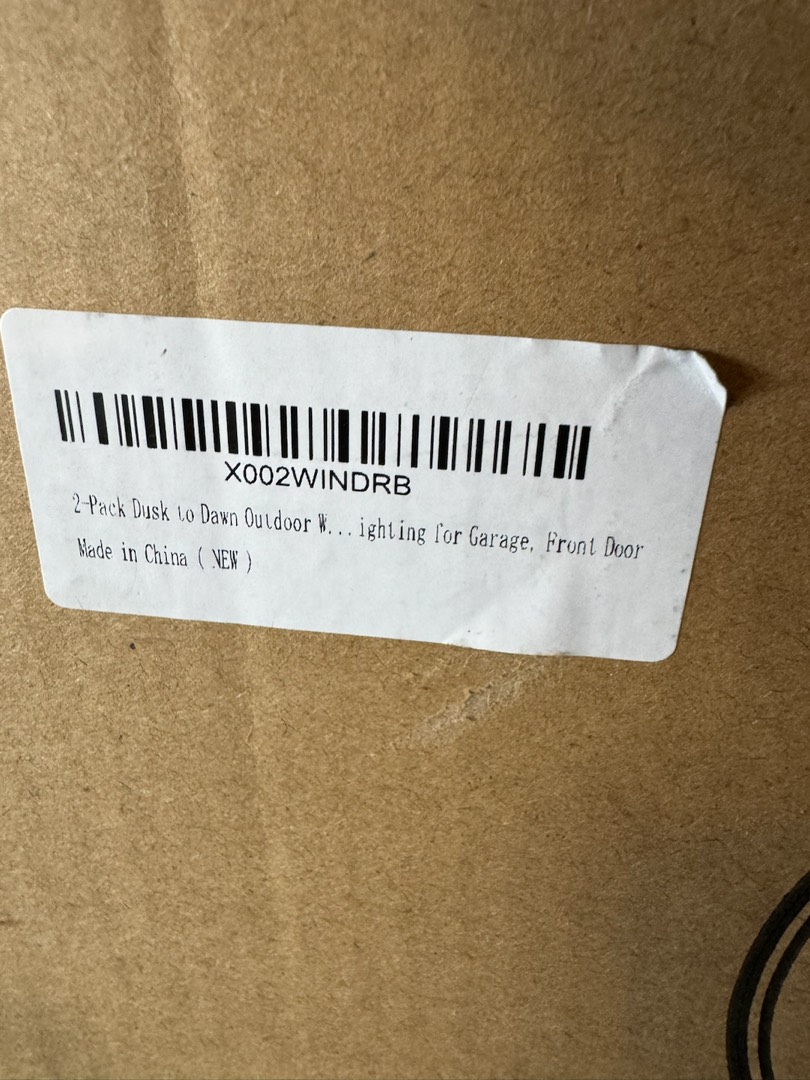 X002WINDRB
2-Pack Dusk to Dawn Outdoor W...ighting for Garage, Front Door
Made in China ( NEW )